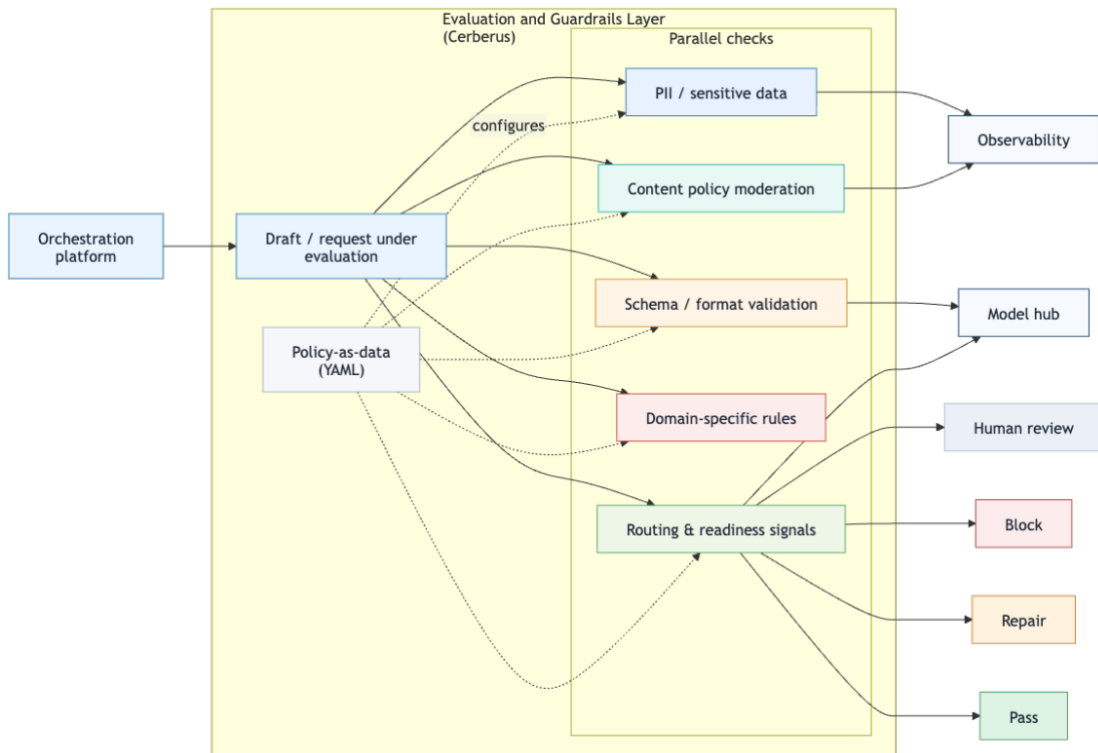 Evaluation and Guardrails Layer
(Cerberus)
Parallel checks
PII / sensitive data
configures
Observability
Content policy moderation
Orchestration
platform
Draft / request under
evaluation
Schema / format validation
Model hub
Policy-as-data
(YAML)
Domain-specific rules
Human review
Routing & readiness signals
Block
Repair
Pass